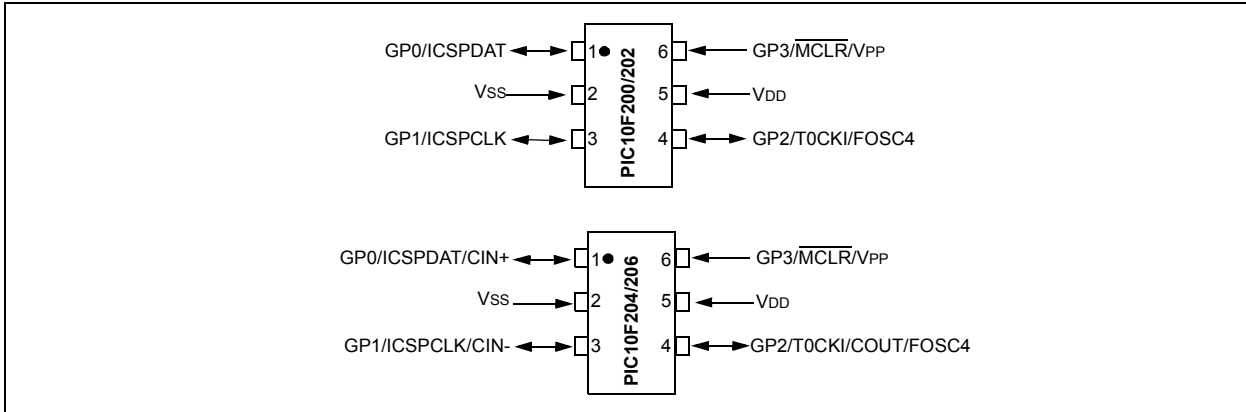 GP0/ICSPDAT 1 6 GP3/MCLR/VPP
VSS 2 5 VDD
GP1/ICSPCLK 3 4 GP2/T0CKI/FOSC4
PIC10F200/202
GP0/ICSPDAT/CIN+ 1 6 GP3/MCLR/VPP
VSS 2 5 VDD
GP1/ICSPCLK/CIN- 3 4 GP2/T0CKI/COUT/FOSC4
PIC10F204/206